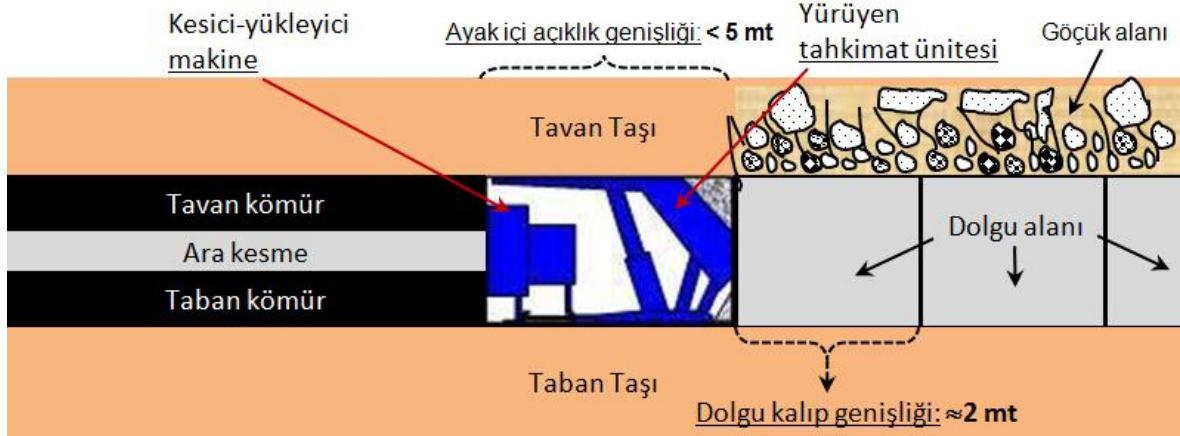 Kesici-yükleyici
makine
Ayak içi açıklık genişliği: < 5 mt
Yürüyen
tahkimat ünitesi
Göçük alanı
Tavan Taşı
Tavan kömür
Ara kesme
Taban kömür
Dolgu alanı
Taban Taşı
Dolgu kalıp genişliği: ≈2 mt